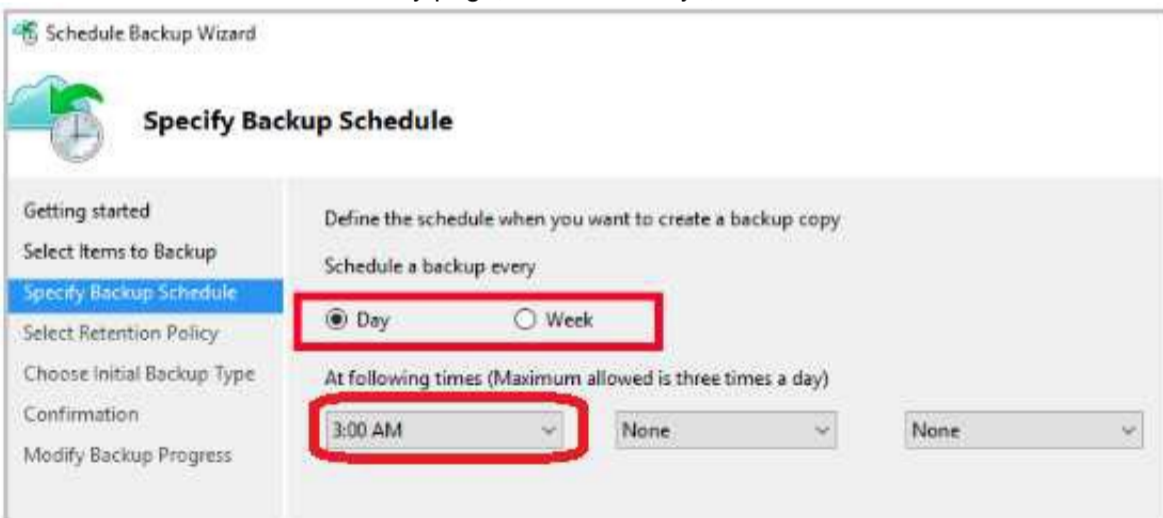 Schedule Backup Wizard
Specify Backup Schedule
Getting started
Select Items to Backup
Specify Backup Schedule
Select Retention Policy
Choose Initial Backup Type
Confirmation
Modify Backup Progress
Define the schedule when you want to create a backup copy
Schedule a backup every
Day Week
At following times (Maximum allowed is three times a day)
3:00 AM None None